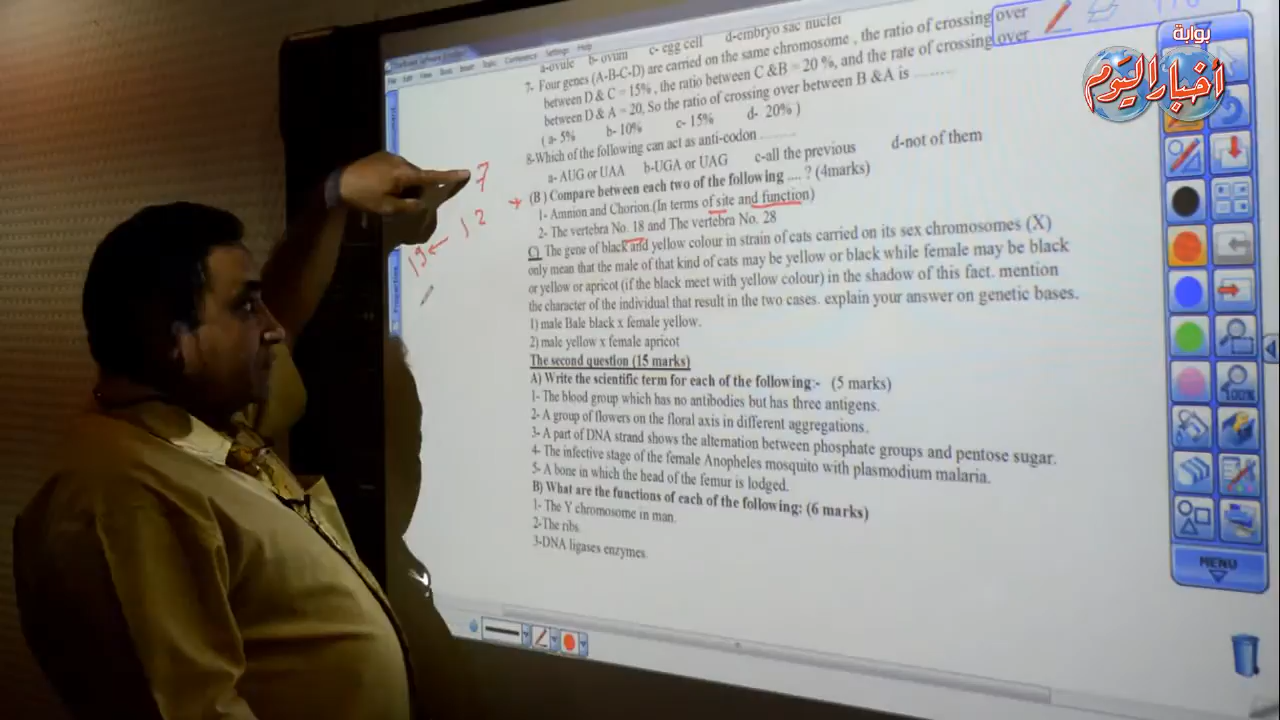 بوابة
أخبار اليوم
a-ovule b- ovum c- egg cell d-embryo sac nuclei
7- Four genes (A-B-C-D) are carried on the same chromosome , the ratio of crossing over
between D & C = 15% , the ratio between C &B = 20 %, and the rate of crossing over
between D & A = 20, So the ratio of crossing over between B &A is ..........
( a- 5% b- 10% c- 15% d- 20% )
8-Which of the following can act as anti-codon ..........
a- AUG or UAA b-UGA or UAG c-all the previous d-not of them
(B ) Compare between each two of the following .... ? (4marks)
1- Amnion and Chorion.(In terms of site and function)
2- The vertebra No. 18 and The vertebra No. 28
C) The gene of black and yellow colour in strain of cats carried on its sex chromosomes (X)
only mean that the male of that kind of cats may be yellow or black while female may be black
or yellow or apricot (if the black meet with yellow colour) in the shadow of this fact. mention
the character of the individual that result in the two cases. explain your answer on genetic bases.
1) male Bale black x female yellow.
2) male yellow x female apricot
The second question (15 marks)
A) Write the scientific term for each of the following:- (5 marks)
1- The blood group which has no antibodies but has three antigens.
2- A group of flowers on the floral axis in different aggregations.
3- A part of DNA strand shows the alternation between phosphate groups and pentose sugar.
4- The infective stage of the female Anopheles mosquito with plasmodium malaria.
5- A bone in which the head of the femur is lodged.
B) What are the functions of each of the following: (6 marks)
1- The Y chromosome in man.
2-The ribs.
3-DNA ligases enzymes.
7
12
19
100%
MENU